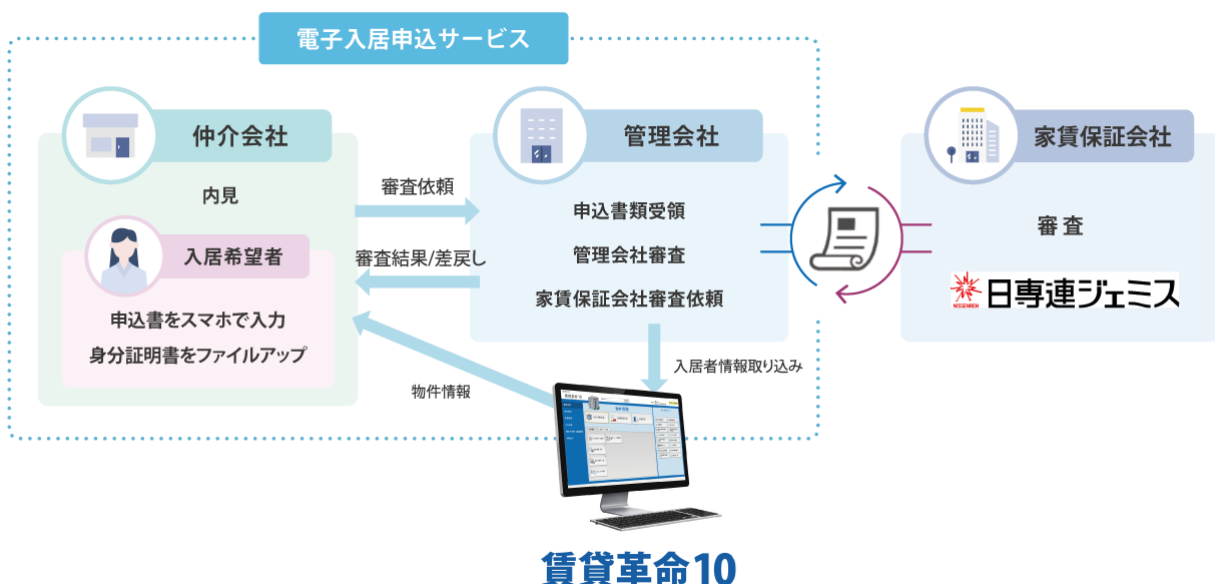 電子入居申込サービス
仲介会社
内見
入居希望者
申込書をスマホで入力
身分証明書をファイルアップ
審査依頼
審査結果/差戻し
物件情報
管理会社
申込書類受領
管理会社審査
家賃保証会社審査依頼
入居者情報取り込み
家賃保証会社
審査
NISSENREN
日専連ジェミス
賃貸革命10